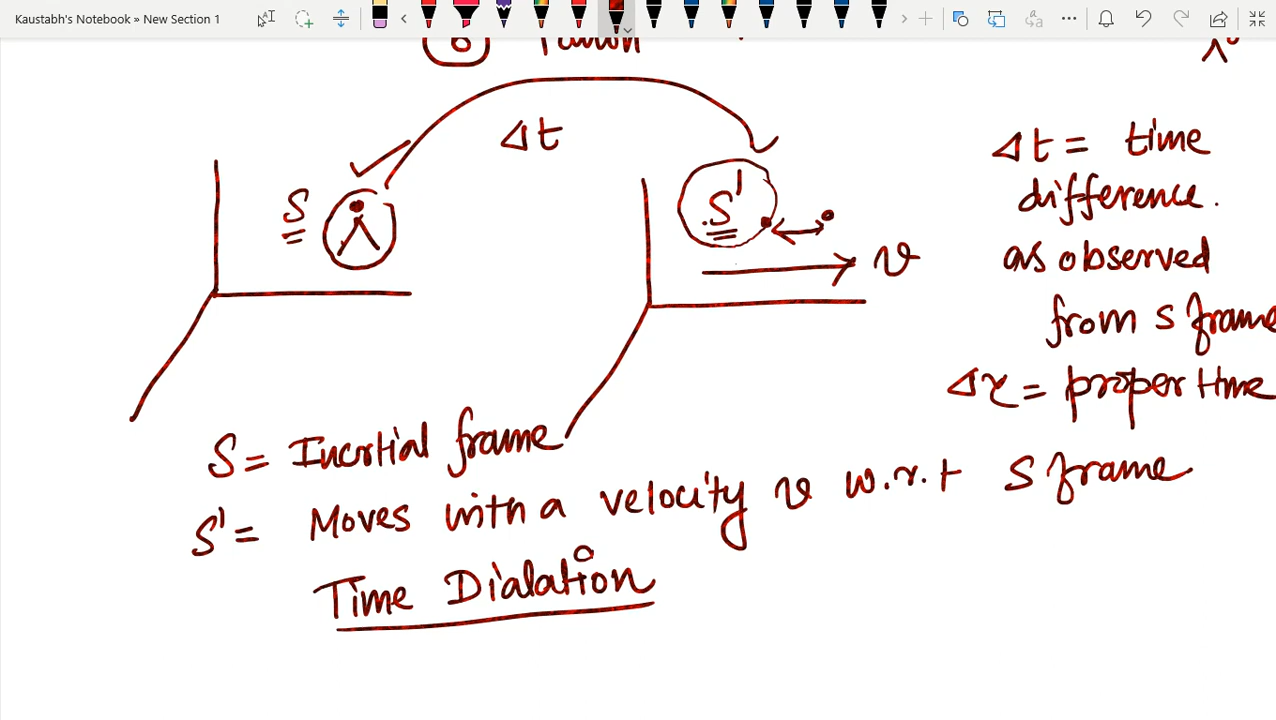 Kaustabh's Notebook » New Section 1
Δt
S
S'
v
Δt = time
difference.
as observed
from S frame
Δτ = proper time
S = Inertial frame
S' = Moves with a velocity v w.r.t S frame
Time Dialation